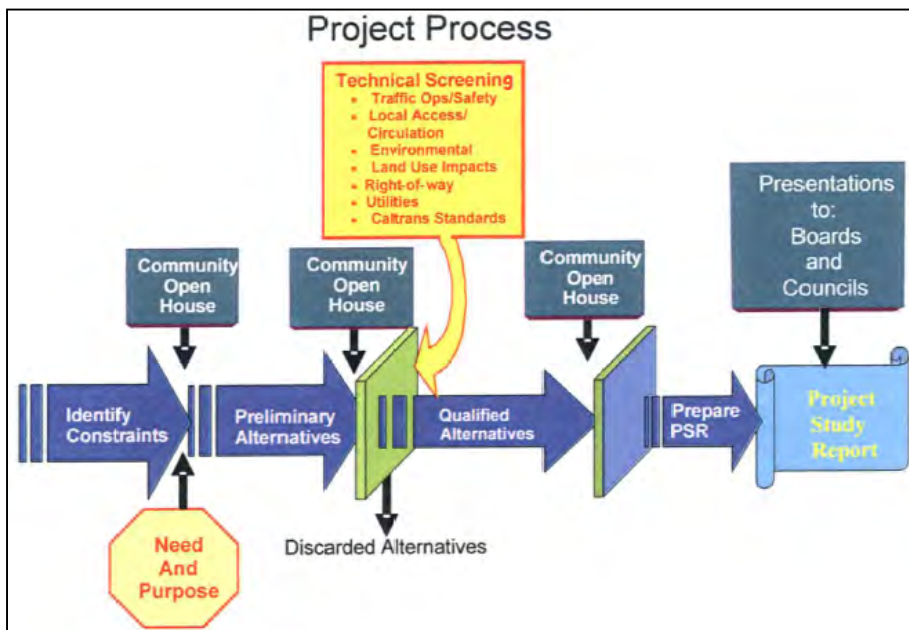 Project Process
Technical Screening
▪ Traffic Ops/Safety
▪ Local Access/
Circulation
▪ Environmental
▪ Land Use Impacts
▪ Right-of-way
▪ Utilities
▪ Caltrans Standards
Community
Open
House
Community
Open
House
Community
Open
House
Presentations
to:
Boards
and
Councils
Identify
Constraints
Preliminary
Alternatives
Qualified
Alternatives
Prepare
PSR
Project
Study
Report
Need
And
Purpose
Discarded Alternatives